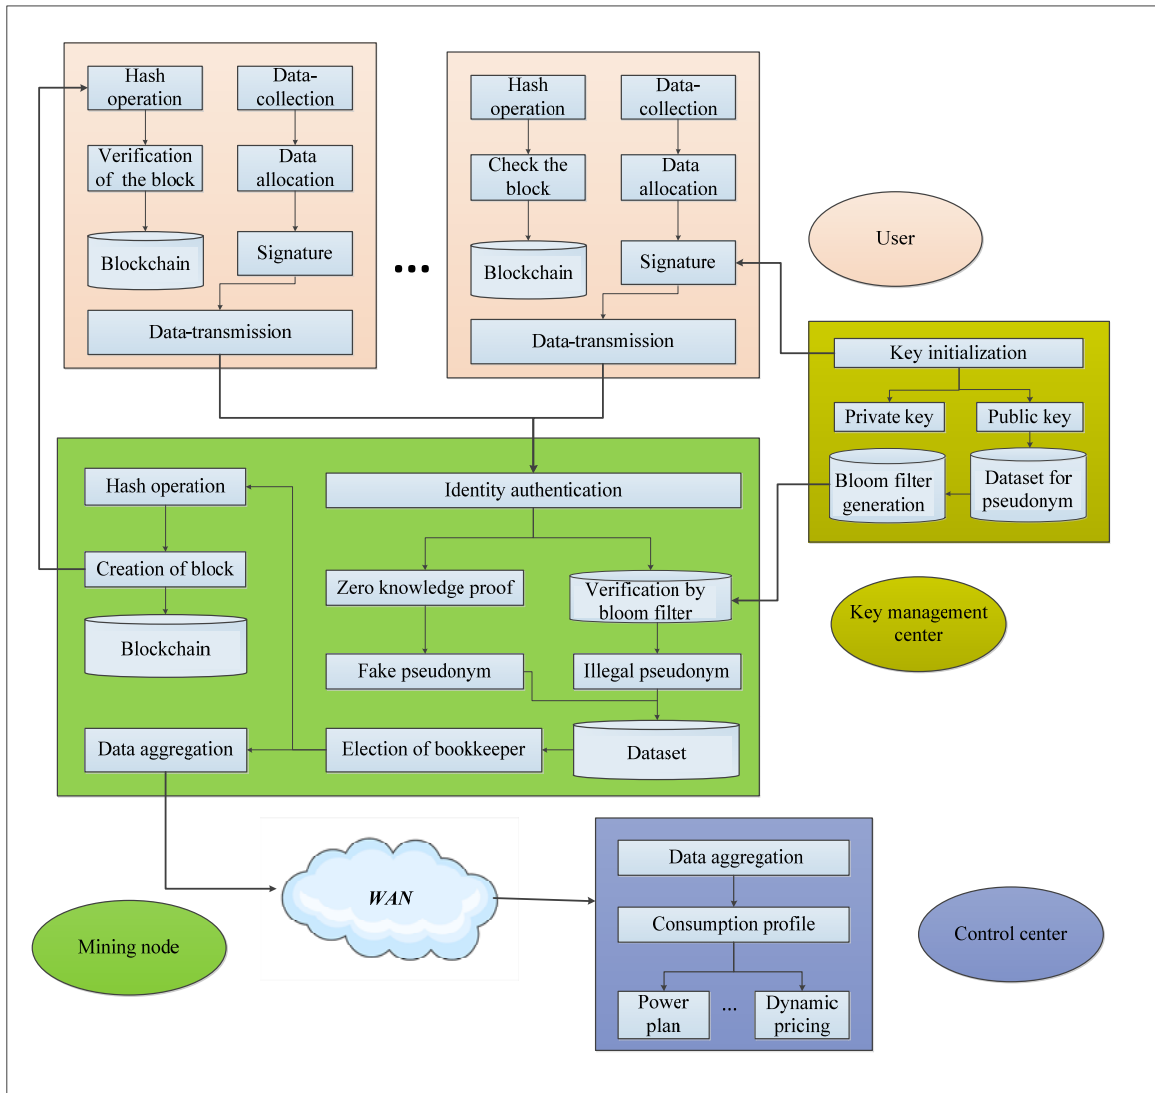 Hash
operation
Data-
collection
Verification
of the block
Data
allocation
Blockchain
Signature
Data-transmission
...
Hash
operation
Data-
collection
Check the
block
Data
allocation
Blockchain
Signature
Data-transmission
User
Key initialization
Private key
Public key
Bloom filter
generation
Dataset for
pseudonym
Key management
center
Hash operation
Identity authentication
Creation of block
Zero knowledge proof
Verification by
bloom filter
Blockchain
Fake pseudonym
Illegal pseudonym
Data aggregation
Election of bookkeeper
Dataset
Mining node
WAN
Data aggregation
Consumption profile
Power
plan
...
Dynamic
pricing
Control center